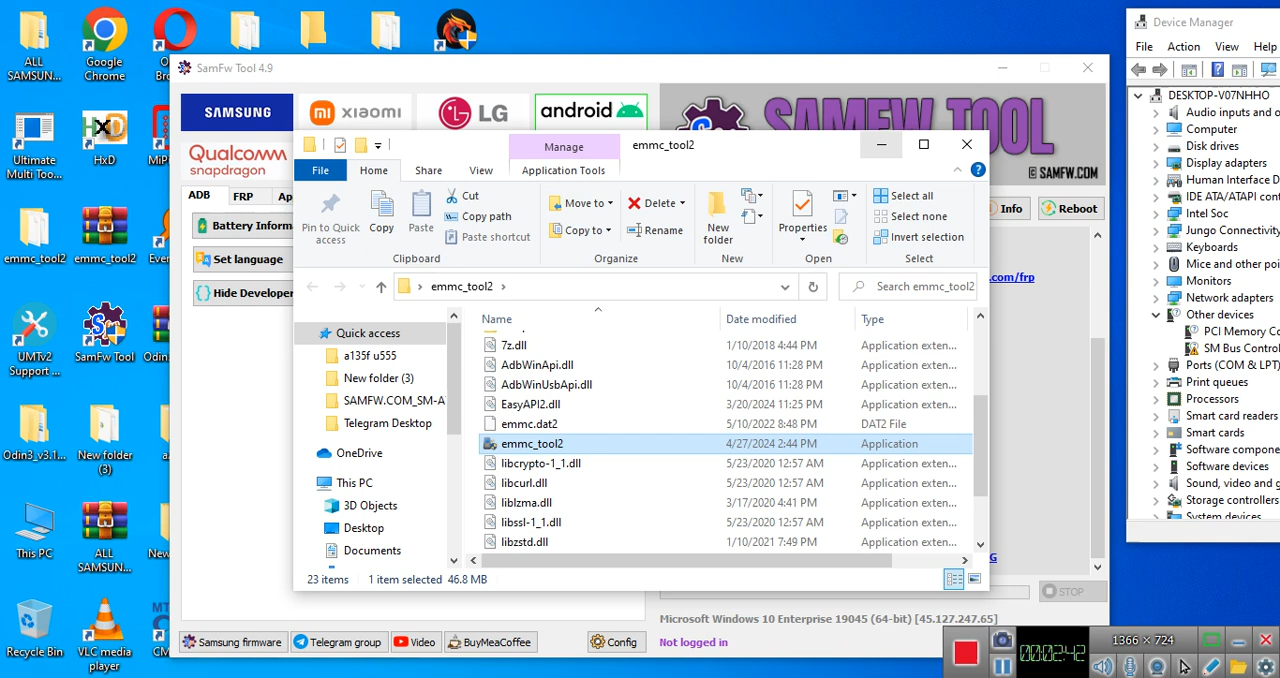 ALL
SAMSUN...
Google
Chrome
Ultimate
Multi Too...
HxD
emmc_tool2
emmc_tool2
UMTv2
Support ...
SamFw Tool
Odin3_v3.1...
New folder
(3)
This PC
ALL
SAMSUN...
Recycle Bin
VLC media
player
SamFw Tool 4.9
SAMSUNG
xiaomi
LG
android
SAMFW TOOL
© SAMFW.COM
Qualcomm
snapdragon
ADB
FRP
Battery Informa
Set language
Hide Developer
Info
Reboot
om/frp
G
STOP
Microsoft Windows 10 Enterprise 19045 (64-bit) [45.127.247.65]
Not logged in
Samsung firmware
Telegram group
Video
BuyMeaCoffee
Config
Manage
emmc_tool2
File
Home
Share
View
Application Tools
Pin to Quick
access
Copy
Paste
Cut
Copy path
Paste shortcut
Clipboard
Move to
Copy to
Delete
Rename
Organize
New
folder
New
Properties
Open
Select all
Select none
Invert selection
Select
emmc_tool2
Search emmc_tool2
Quick access
a135f u555
New folder (3)
SAMFW.COM_SM-A
Telegram Desktop
OneDrive
This PC
3D Objects
Desktop
Documents
Name Date modified Type
7z.dll 1/10/2018 4:44 PM Application exten...
AdbWinApi.dll 10/4/2016 11:28 PM Application exten...
AdbWinUsbApi.dll 10/4/2016 11:28 PM Application exten...
EasyAPI2.dll 3/20/2024 11:25 PM Application exten...
emmc.dat2 5/10/2022 8:48 PM DAT2 File
emmc_tool2 4/27/2024 2:44 PM Application
libcrypto-1_1.dll 5/23/2020 12:57 AM Application exten...
libcurl.dll 5/23/2020 12:57 AM Application exten...
liblzma.dll 3/17/2020 4:41 PM Application exten...
libssl-1_1.dll 5/23/2020 12:57 AM Application exten...
libzstd.dll 1/10/2021 7:49 PM Application exten...
23 items 1 item selected 46.8 MB
Device Manager
File Action View Help
DESKTOP-V07NHHO
Audio inputs and o
Computer
Disk drives
Display adapters
Human Interface D
IDE ATA/ATAPI cont
Intel Soc
Jungo Connectivity
Keyboards
Mice and other poi
Monitors
Network adapters
Other devices
PCI Memory Co
SM Bus Control
Ports (COM & LPT)
Print queues
Processors
Smart card readers
Smart cards
Software compone
Software devices
Sound, video and g
Storage controllers
System devices
00:02:42
1366 × 724